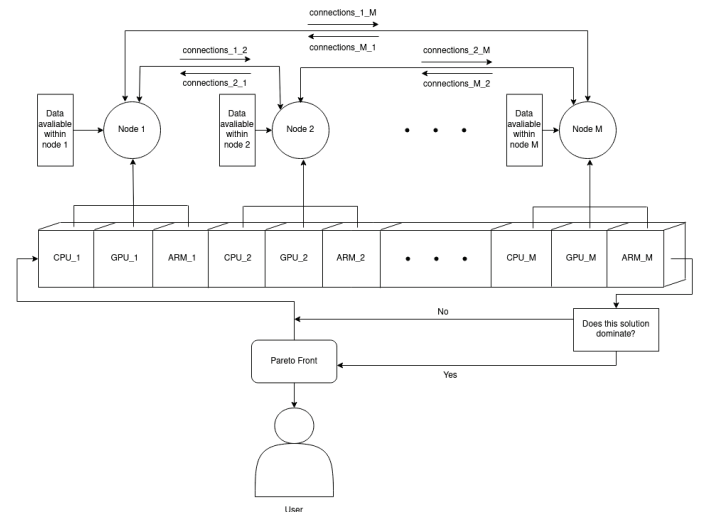 connections_1_M
connections_M_1
connections_1_2
connections_2_1
connections_2_M
connections_M_2
Data
avaliable
within
node 1
Node 1
Data
avaliable
within
node 2
Node 2
Data
avaliable
within
node M
Node M
CPU_1
GPU_1
ARM_1
CPU_2
GPU_2
ARM_2
CPU_M
GPU_M
ARM_M
No
Does this solution
dominate?
Pareto Front
Yes
User